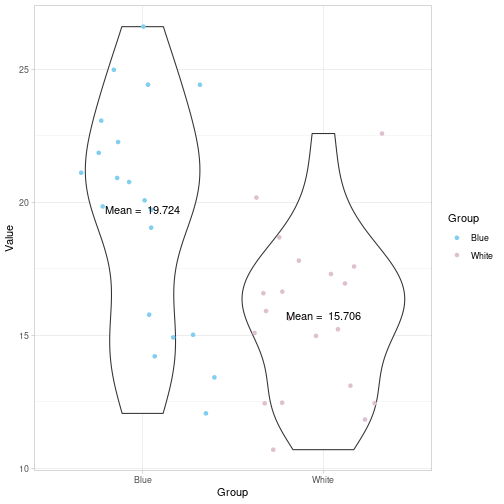 25
20
15
10
Value
Mean = 19.724
Mean = 15.706
Blue
White
Group
Group
Blue
White